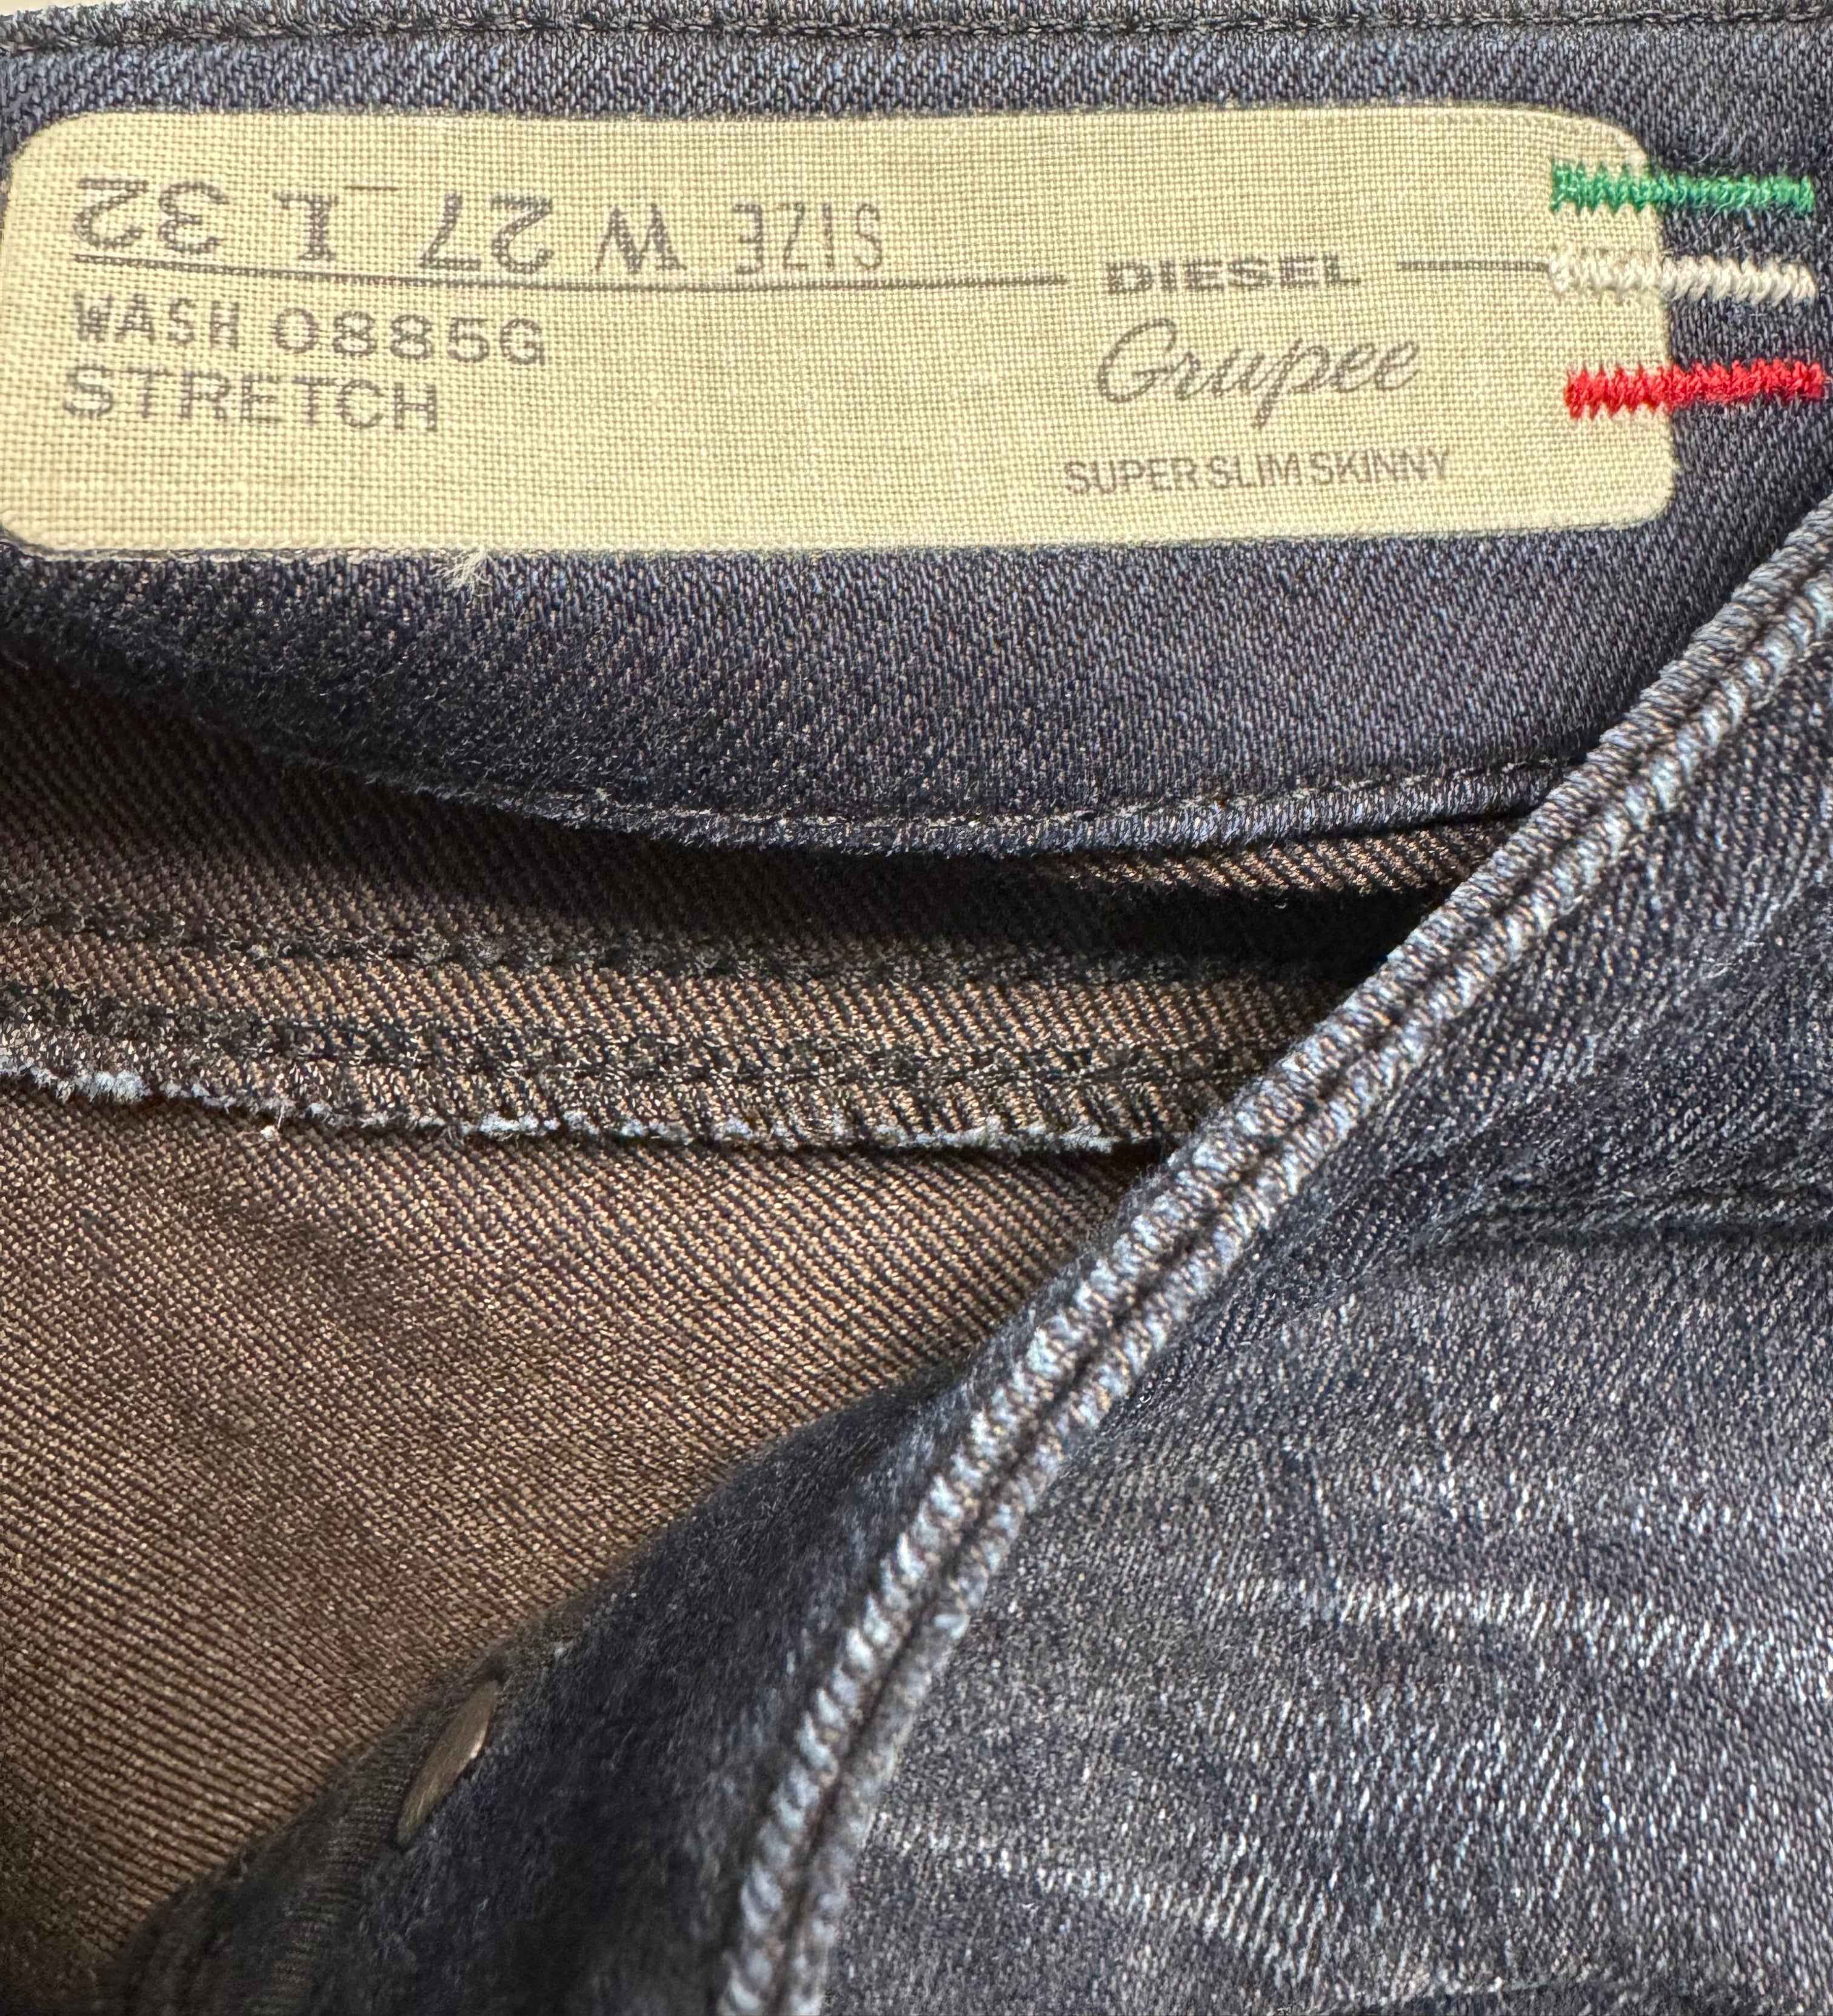 SIZE W 27 L 32
DIESEL
Grupee
SUPER SLIM SKINNY
WASH 0885G
STRETCH